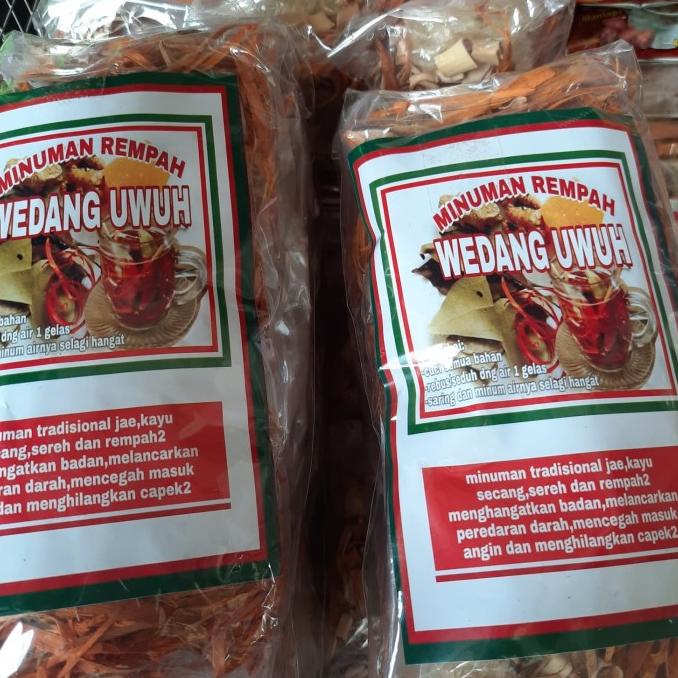 MINUMAN REMPAH
WEDANG UWUH
bahan
dng air 1 gelas
minum airnya selagi hangat
minuman tradisional jae,kayu
secang,sereh dan rempah2
menghangatkan badan,melancarkan
peredaran darah,mencegah masuk
dan menghilangkan capek2
MINUMAN REMPAH
WEDANG UWUH
-cuci semua bahan
-rebus/seduh dng air 1 gelas
-saring dan minum airnya selagi hangat
minuman tradisional jae,kayu
secang,sereh dan rempah2
menghangatkan badan,melancarkan
peredaran darah,mencegah masuk
angin dan menghilangkan capek2